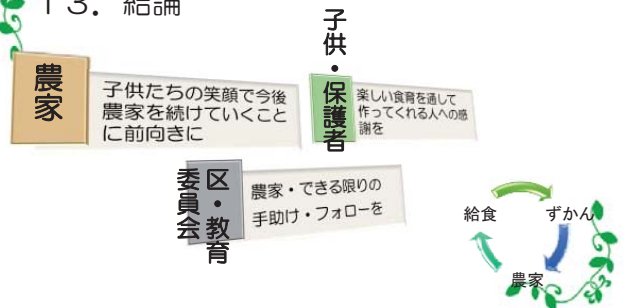 13．結論
農家
子供たちの笑顔で今後
農家を続けていくこと
に前向きに
子供・保護者
楽しい食育を通して
作ってくれる人への感
謝を
区・教育
委員会
農家・できる限りの
手助け・フォローを
給食
ずかん
農家